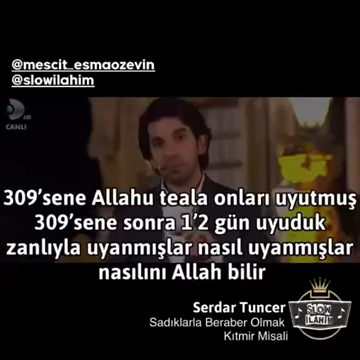 @mescit_esmaozevin
@slowilahim
D
CANLI
309'sene Allahu teala onları uyutmuş
309'sene sonra 1'2 gün uyuduk
zanlıyla uyanmışlar nasıl uyanmışlar
nasılını Allah bilir
Serdar Tuncer
Sadıklarla Beraber Olmak
Kıtmir Misali
SLOW
İLAHİM